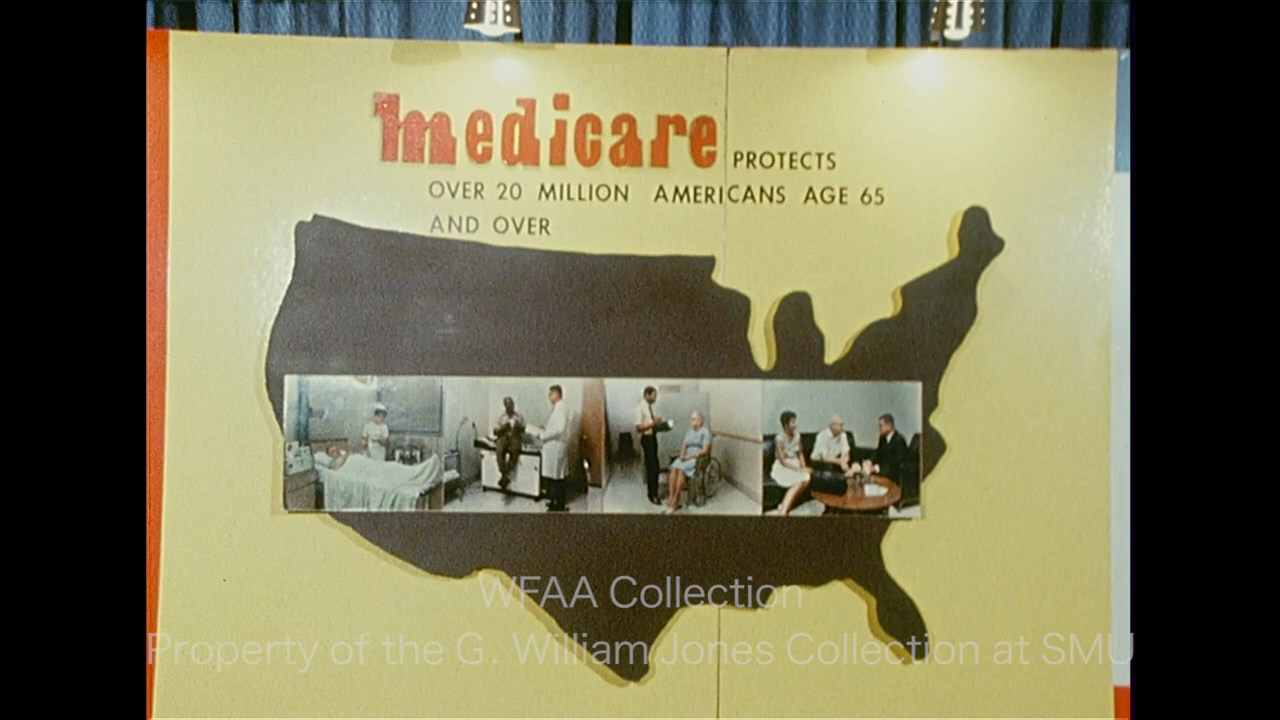 medicare PROTECTS
OVER 20 MILLION AMERICANS AGE 65
AND OVER
WFAA Collection
Property of the G. William Jones Collection at SMU